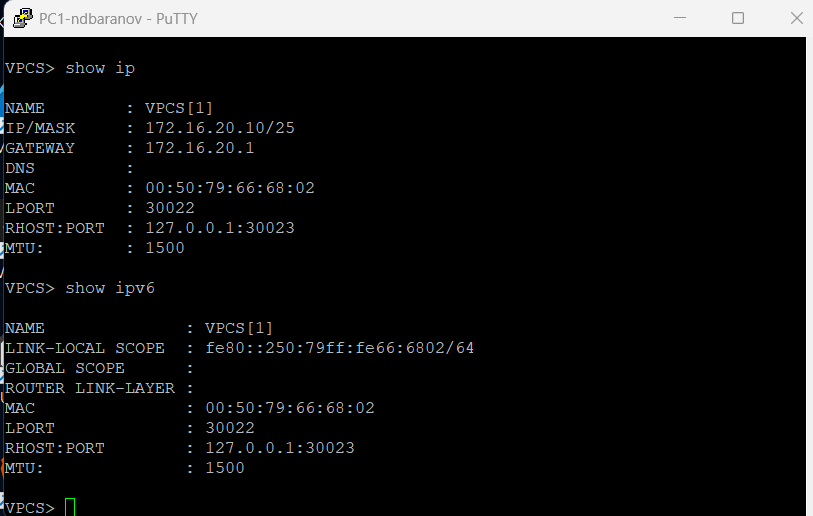 PC1-ndbaranov - PuTTY
VPCS> show ip
NAME        : VPCS[1]
IP/MASK     : 172.16.20.10/25
GATEWAY     : 172.16.20.1
DNS         :
MAC         : 00:50:79:66:68:02
LPORT       : 30022
RHOST:PORT  : 127.0.0.1:30023
MTU:        : 1500
VPCS> show ipv6
NAME              : VPCS[1]
LINK-LOCAL SCOPE  : fe80::250:79ff:fe66:6802/64
GLOBAL SCOPE      :
ROUTER LINK-LAYER :
MAC               : 00:50:79:66:68:02
LPORT             : 30022
RHOST:PORT        : 127.0.0.1:30023
MTU:              : 1500
VPCS>